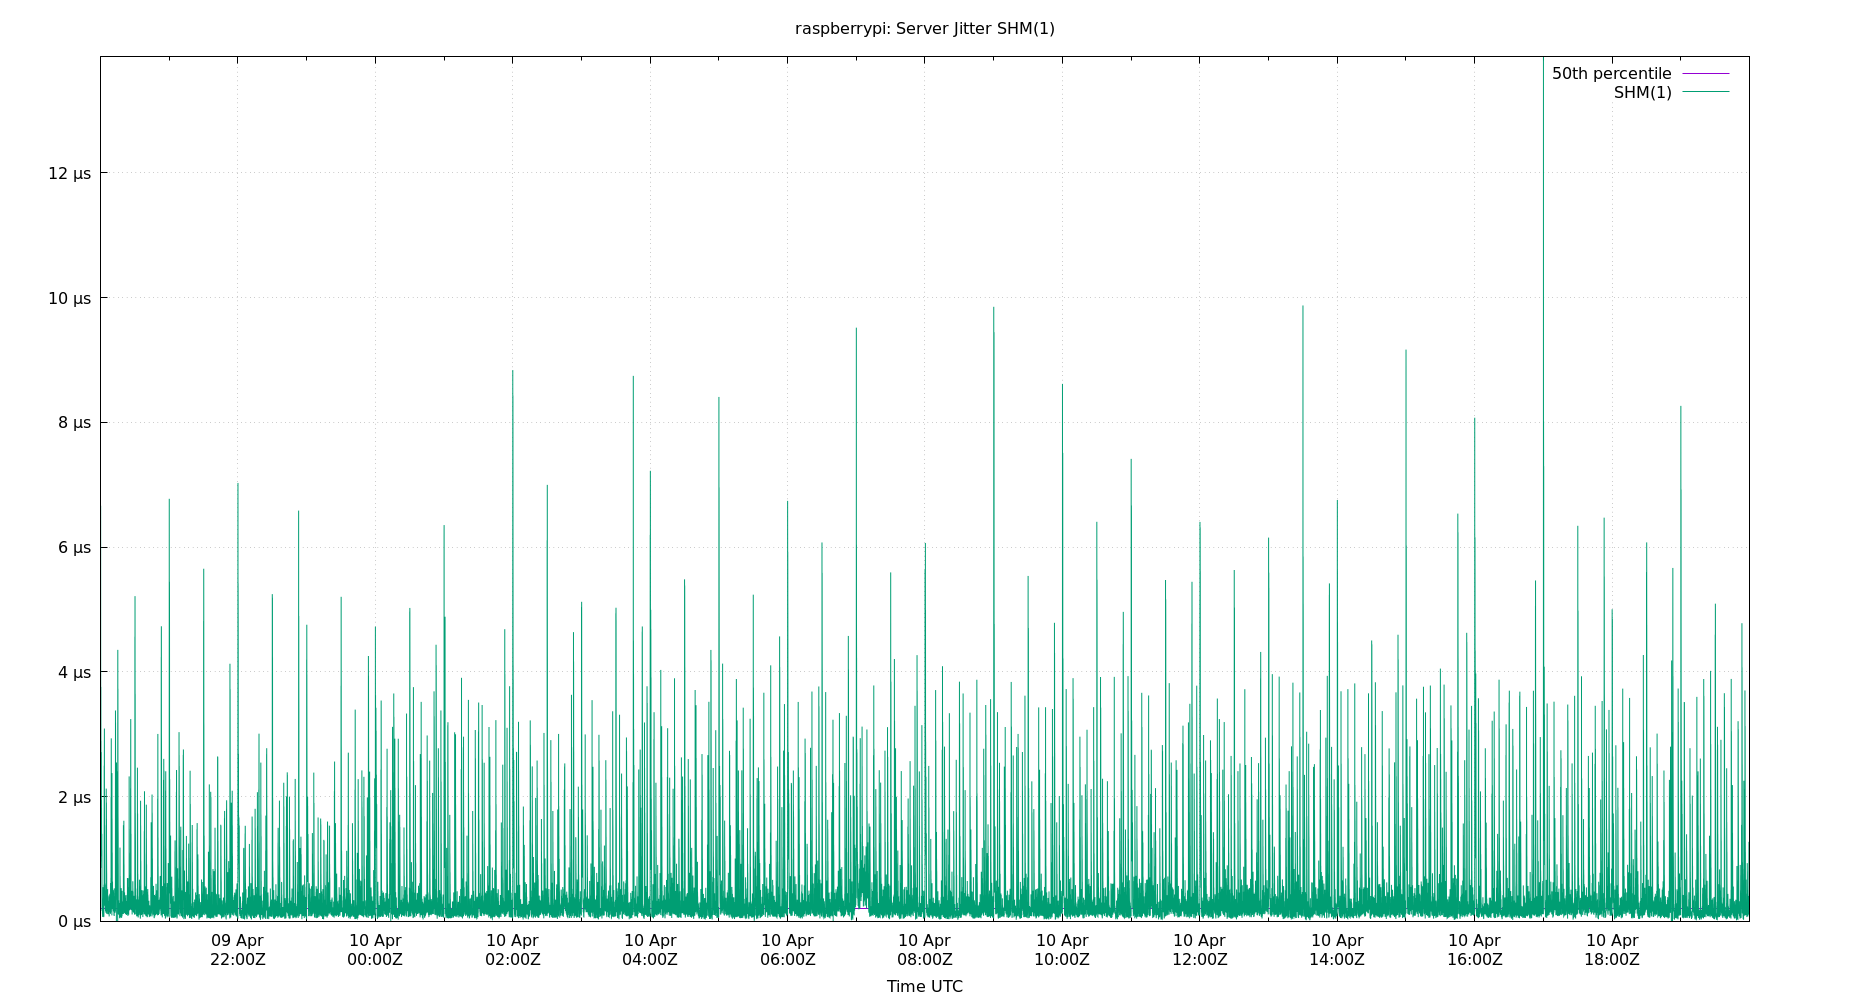 raspberrypi: Server Jitter SHM(1)
50th percentile
SHM(1)
12 µs
10 µs
8 µs
6 µs
4 µs
2 µs
0 µs
09 Apr 10 Apr 10 Apr 10 Apr 10 Apr 10 Apr 10 Apr 10 Apr 10 Apr 10 Apr 10 Apr
22:00Z 00:00Z 02:00Z 04:00Z 06:00Z 08:00Z 10:00Z 12:00Z 14:00Z 16:00Z 18:00Z
Time UTC